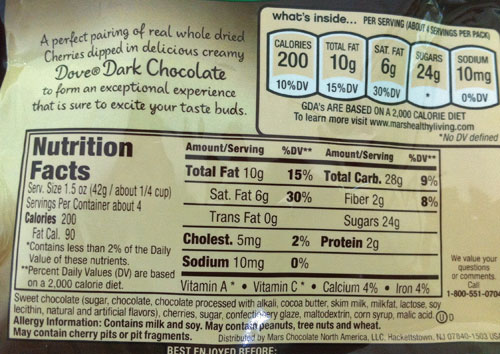 A perfect pairing of real whole dried
Cherries dipped in delicious creamy
Dove® Dark Chocolate
to form an exceptional experience
that is sure to excite your taste buds.
what's inside... PER SERVING (ABOUT 4 SERVINGS PER PACK)
CALORIES 200 10%DV
TOTAL FAT 10g 15%DV
SAT. FAT 6g 30%DV
SUGARS 24g *
SODIUM 10mg 0%DV
GDA's ARE BASED ON A 2,000 CALORIE DIET
To learn more visit www.marshealthyliving.com
*No DV defined
Nutrition
Facts
Serv. Size 1.5 oz (42g / about 1/4 cup)
Servings Per Container about 4
Calories 200
Fat Cal. 90
*Contains less than 2% of the Daily
Value of these nutrients.
**Percent Daily Values (DV) are based
on a 2,000 calorie diet.
Amount/Serving %DV** Amount/Serving %DV**
Total Fat 10g 15% Total Carb. 28g 9%
Sat. Fat 6g 30% Fiber 2g 8%
Trans Fat 0g Sugars 24g
Cholest. 5mg 2% Protein 2g
Sodium 10mg 0%
Vitamin A * • Vitamin C * • Calcium 4% • Iron 4%
We value your
questions
or comments.
Call
1-800-551-0704
Sweet chocolate (sugar, chocolate, chocolate processed with alkali, cocoa butter, skim milk, milkfat, lactose, soy
lecithin, natural and artificial flavors), cherries, sugar, confectionery glaze, maltodextrin, corn syrup, malic acid. Ⓤ D
Allergy Information: Contains milk and soy. May contain peanuts, tree nuts and wheat.
May contain cherry pits or pit fragments. Distributed by Mars Chocolate North America, LLC, Hackettstown, NJ 07840-1503 USA
BEST ENJOYED BEFORE: